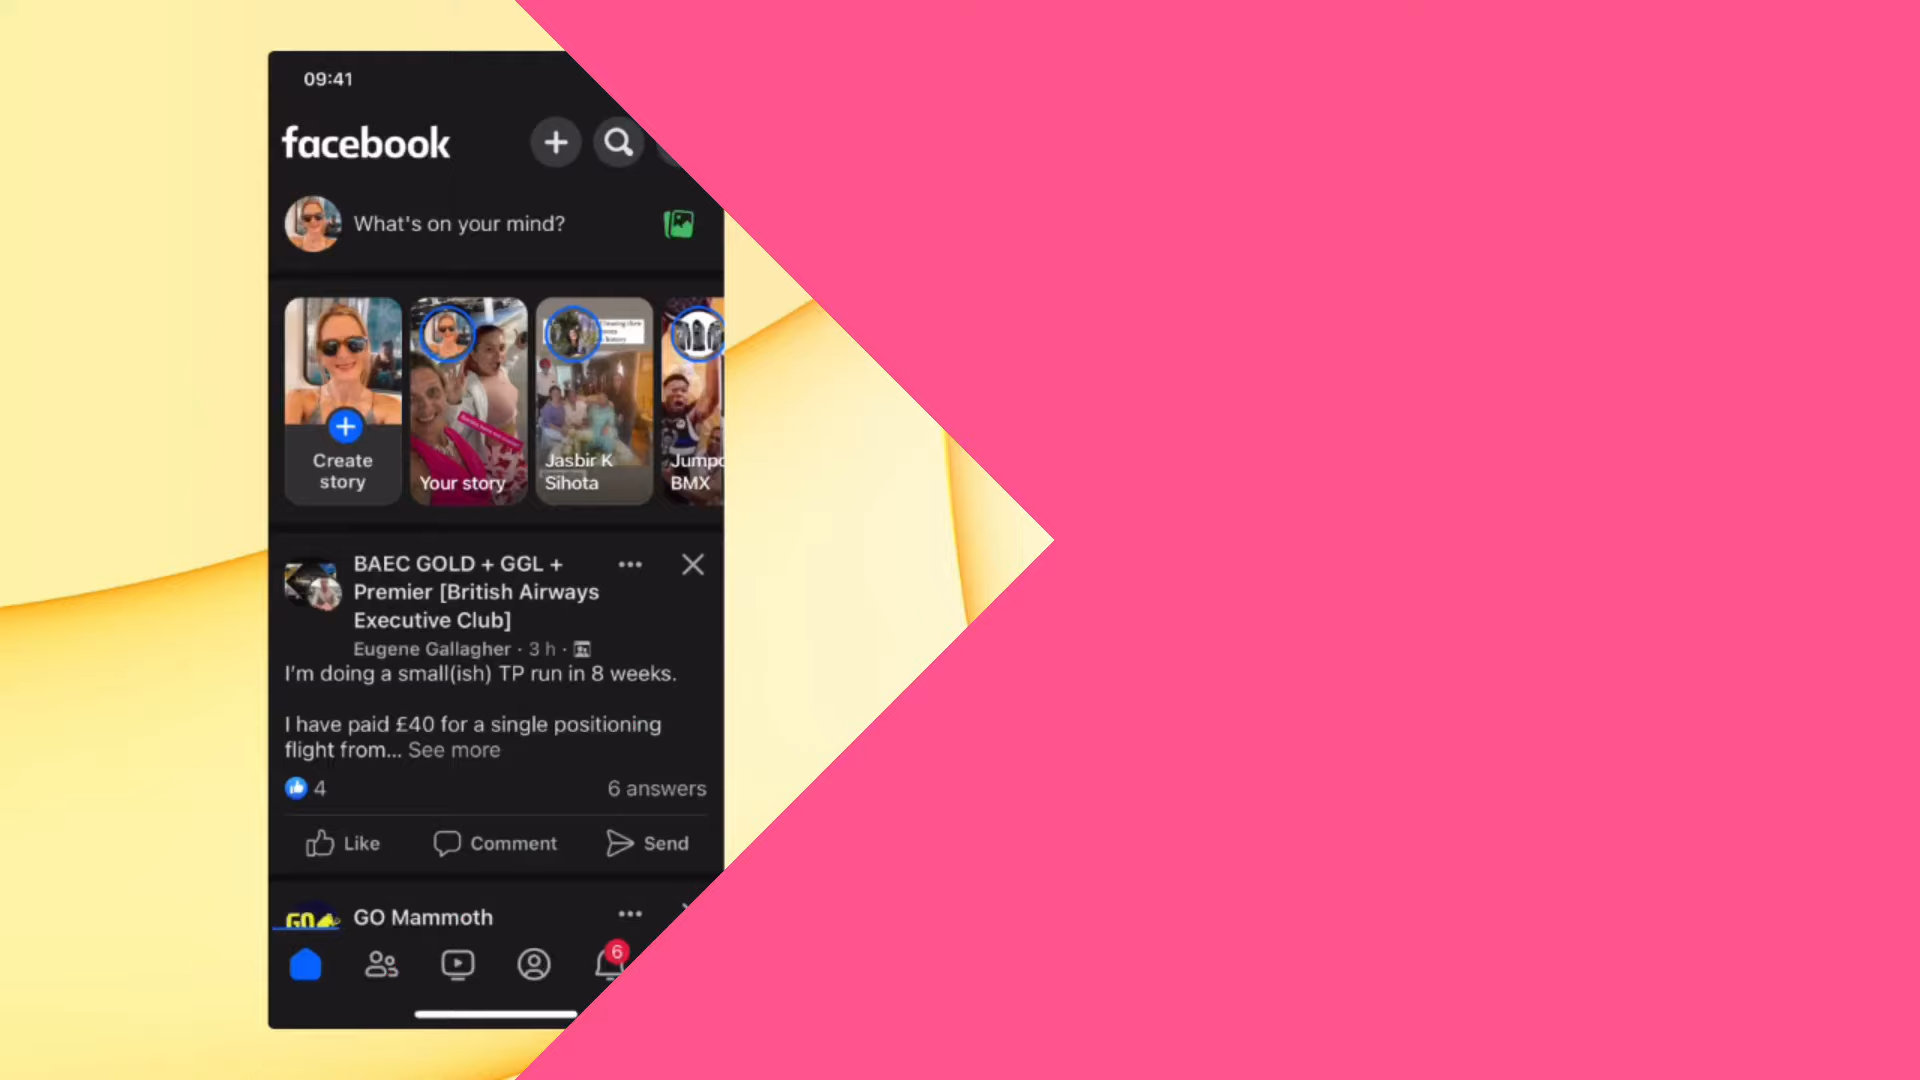 09:41
facebook
What's on your mind?
Create
story
Your story
Jasbir K
Sihota
BMX
BAEC GOLD + GGL +
Premier [British Airways
Executive Club]
Eugene Gallagher · 3 h ·
I'm doing a small(ish) TP run in 8 weeks.
I have paid £40 for a single positioning
flight from... See more
4
6 answers
Like
Comment
Send
GO
GO Mammoth
6